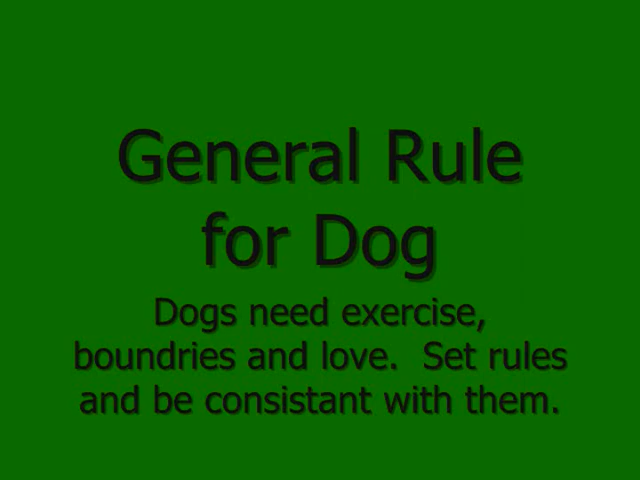 General Rule
for Dog
Dogs need exercise,
boundries and love.  Set rules
and be consistant with them.